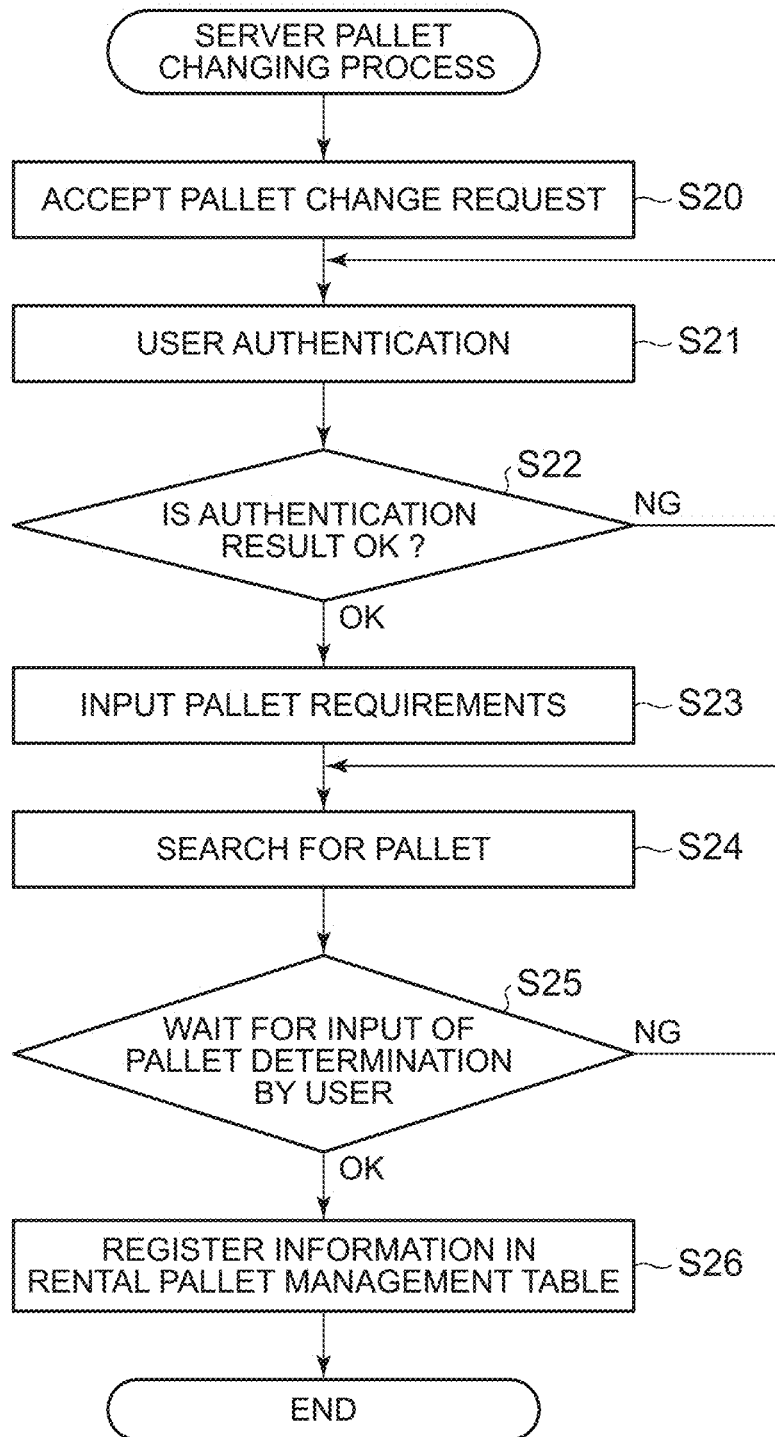 SERVER PALLET
CHANGING PROCESS
ACCEPT PALLET CHANGE REQUEST
S20
USER AUTHENTICATION
S21
S22
IS AUTHENTICATION
RESULT OK ?
NG
OK
INPUT PALLET REQUIREMENTS
S23
SEARCH FOR PALLET
S24
S25
WAIT FOR INPUT OF
PALLET DETERMINATION
BY USER
NG
OK
REGISTER INFORMATION IN
RENTAL PALLET MANAGEMENT TABLE
S26
END